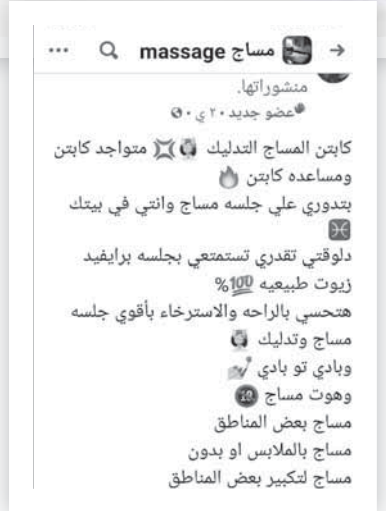 مساج massage
منشوراتها.
عضو جديد · ٢٠ ي ·
كابتن المساج التدليك 💆💢 متواجد كابتن
ومساعده كابتن 🔥
بتدوري علي جلسه مساج وانتي في بيتك
♓
دلوقتي تقدري تستمتعي بجلسه برايفيد
زيوت طبيعيه 💯%
هتحسي بالراحه والاسترخاء بأقوي جلسه
مساج وتدليك 💆
وبادي تو بادي
وهوت مساج 🔞
مساج بعض المناطق
مساج بالملابس او بدون
مساج لتكبير بعض المناطق